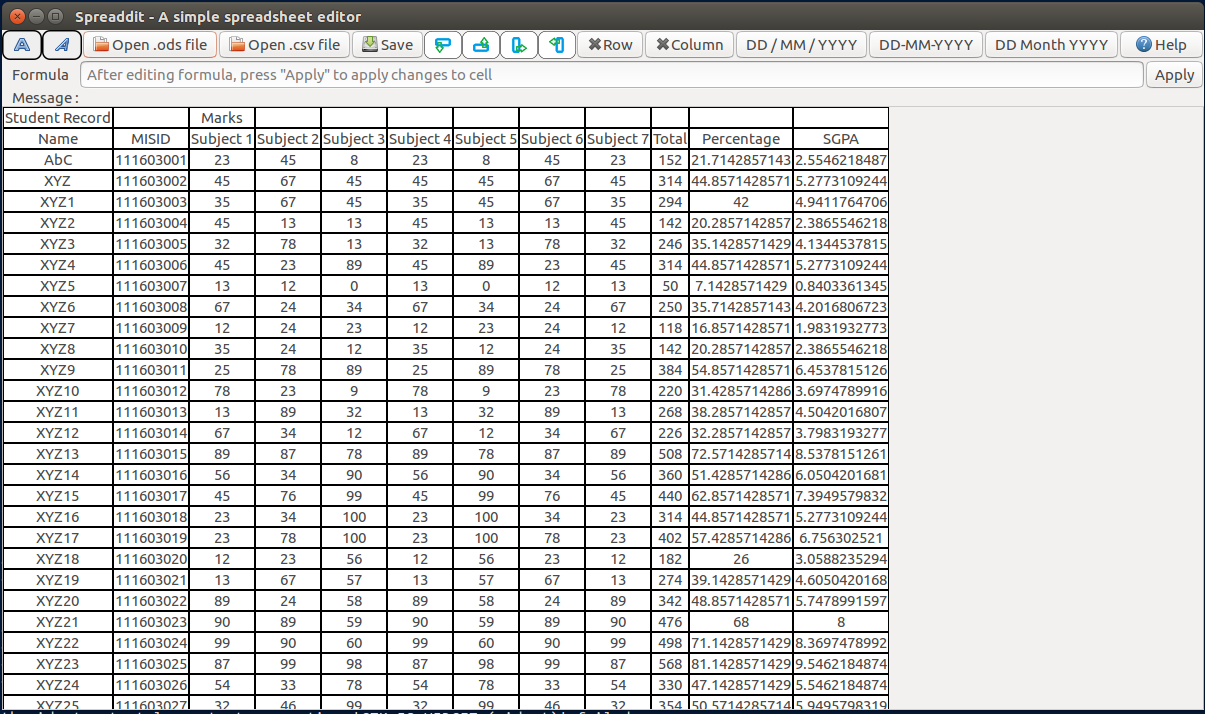 Spreaddit - A simple spreadsheet editor
A A Open .ods file Open .csv file Save Row Column DD / MM / YYYY DD-MM-YYYY DD Month YYYY Help
Formula After editing formula, press "Apply" to apply changes to cell Apply
Message :
Student Record Marks
Name MISID Subject 1 Subject 2 Subject 3 Subject 4 Subject 5 Subject 6 Subject 7 Total Percentage SGPA
AbC 111603001 23 45 8 23 8 45 23 152 21.7142857143 2.5546218487
XYZ 111603002 45 67 45 45 45 67 45 314 44.8571428571 5.2773109244
XYZ1 111603003 35 67 45 35 45 67 35 294 42 4.9411764706
XYZ2 111603004 45 13 13 45 13 13 45 142 20.2857142857 2.3865546218
XYZ3 111603005 32 78 13 32 13 78 32 246 35.1428571429 4.1344537815
XYZ4 111603006 45 23 89 45 89 23 45 314 44.8571428571 5.2773109244
XYZ5 111603007 13 12 0 13 0 12 13 50 7.1428571429 0.8403361345
XYZ6 111603008 67 24 34 67 34 24 67 250 35.7142857143 4.2016806723
XYZ7 111603009 12 24 23 12 23 24 12 118 16.8571428571 1.9831932773
XYZ8 111603010 35 24 12 35 12 24 35 142 20.2857142857 2.3865546218
XYZ9 111603011 25 78 89 25 89 78 25 384 54.8571428571 6.4537815126
XYZ10 111603012 78 23 9 78 9 23 78 220 31.4285714286 3.6974789916
XYZ11 111603013 13 89 32 13 32 89 13 268 38.2857142857 4.5042016807
XYZ12 111603014 67 34 12 67 12 34 67 226 32.2857142857 3.7983193277
XYZ13 111603015 89 87 78 89 78 87 89 508 72.5714285714 8.5378151261
XYZ14 111603016 56 34 90 56 90 34 56 360 51.4285714286 6.0504201681
XYZ15 111603017 45 76 99 45 99 76 45 440 62.8571428571 7.3949579832
XYZ16 111603018 23 34 100 23 100 34 23 314 44.8571428571 5.2773109244
XYZ17 111603019 23 78 100 23 100 78 23 402 57.4285714286 6.756302521
XYZ18 111603020 12 23 56 12 56 23 12 182 26 3.0588235294
XYZ19 111603021 13 67 57 13 57 67 13 274 39.1428571429 4.6050420168
XYZ20 111603022 89 24 58 89 58 24 89 342 48.8571428571 5.7478991597
XYZ21 111603023 90 89 59 90 59 89 90 476 68 8
XYZ22 111603024 99 90 60 99 60 90 99 498 71.1428571429 8.3697478992
XYZ23 111603025 87 99 98 87 98 99 87 568 81.1428571429 9.5462184874
XYZ24 111603026 54 33 78 54 78 33 54 330 47.1428571429 5.5462184874
XYZ25 111603027 32 46 99 32 99 46 32 354 50.5714285714 5.9495798319